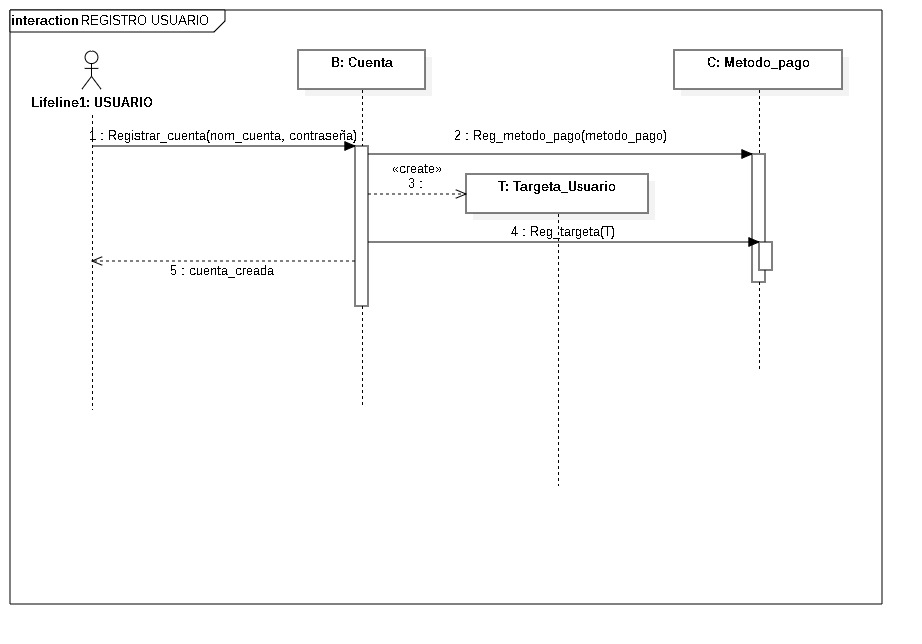 interaction REGISTRO USUARIO
B: Cuenta
C: Metodo_pago
Lifeline1: USUARIO
1 : Registrar_cuenta(nom_cuenta, contraseña)
2 : Reg_metodo_pago(metodo_pago)
«create»
3 :
T: Targeta_Usuario
4 : Reg_targeta(T)
5 : cuenta_creada